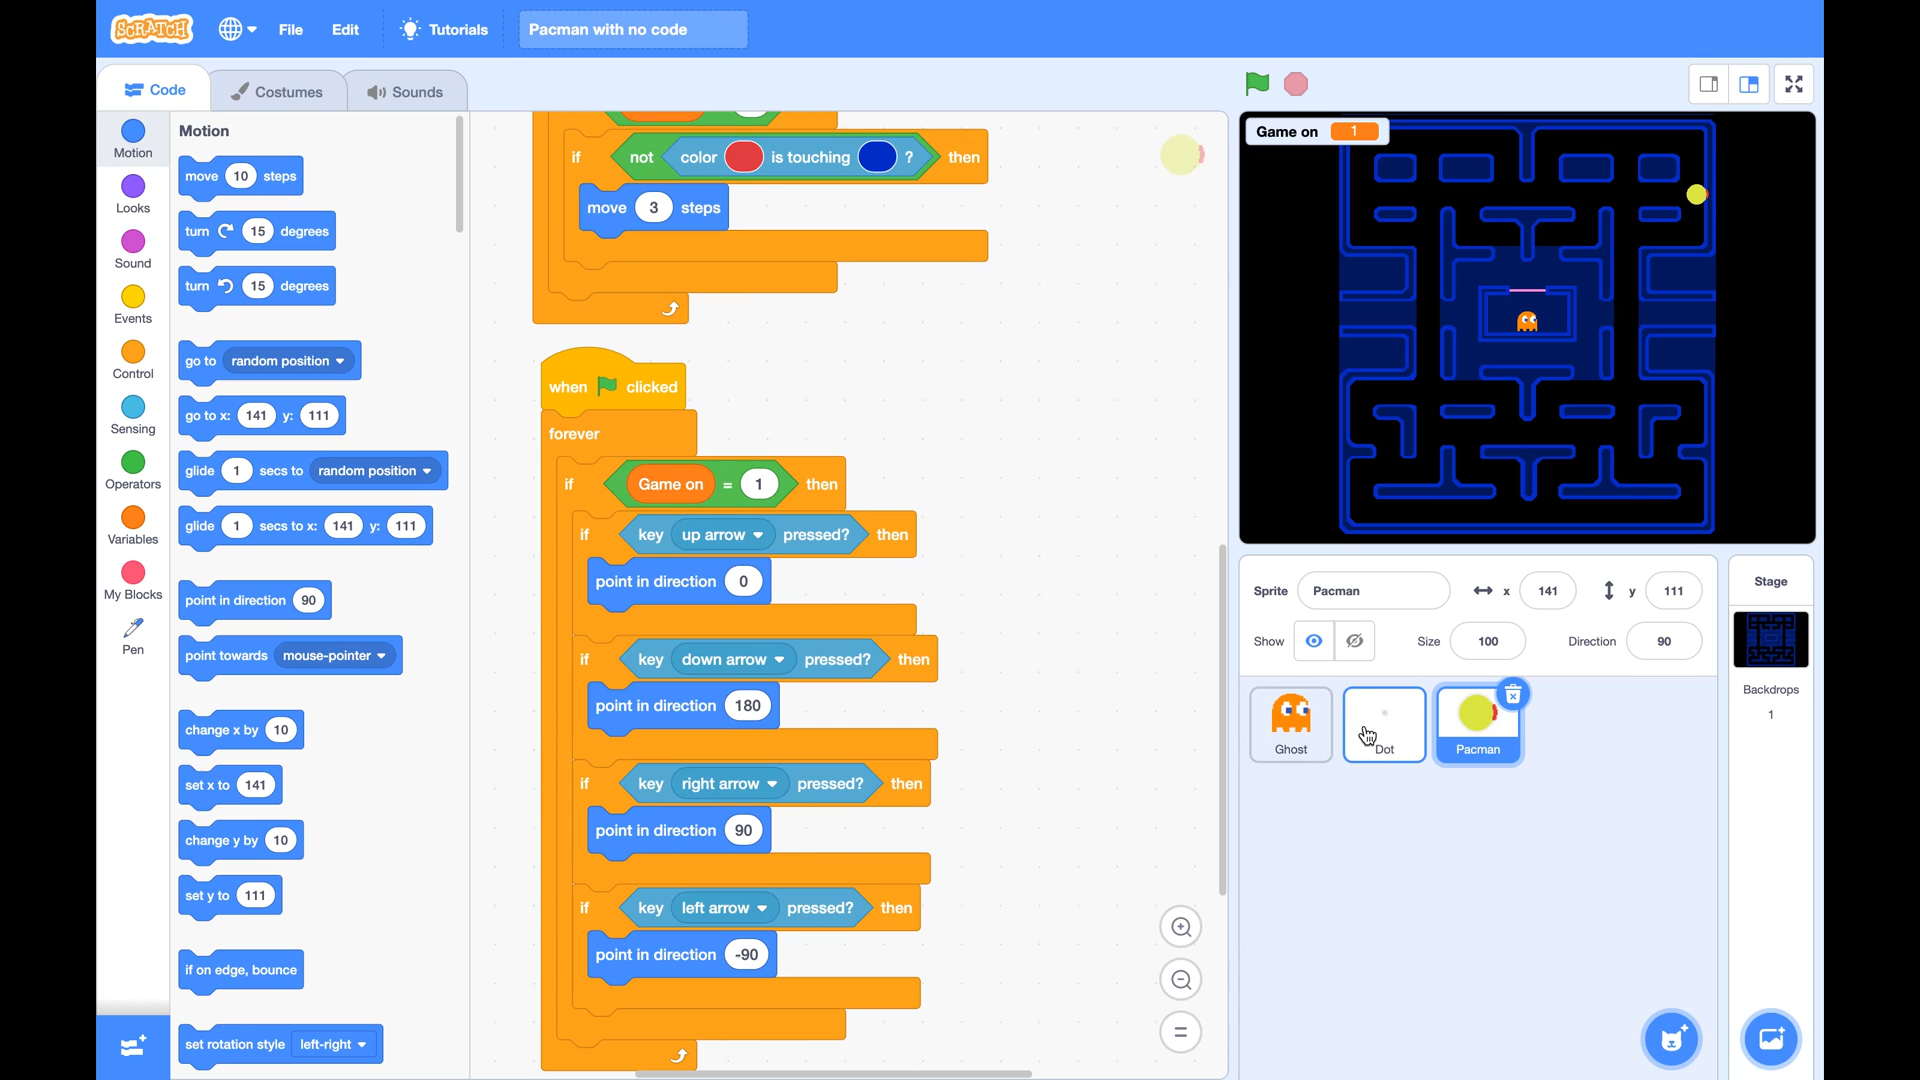 SCRATCH File Edit Tutorials Pacman with no code
Code Costumes Sounds
Motion
Looks
Sound
Events
Control
Sensing
Operators
Variables
My Blocks
Pen
Motion
move 10 steps
turn 15 degrees
turn 15 degrees
go to random position
go to x: 141 y: 111
glide 1 secs to random position
glide 1 secs to x: 141 y: 111
point in direction 90
point towards mouse-pointer
change x by 10
set x to 141
change y by 10
set y to 111
if on edge, bounce
set rotation style left-right
if not color is touching ? then
move 3 steps
when clicked
forever
if Game on = 1 then
if key up arrow pressed? then
point in direction 0
if key down arrow pressed? then
point in direction 180
if key right arrow pressed? then
point in direction 90
if key left arrow pressed? then
point in direction -90
Game on 1
Sprite Pacman x 141 y 111
Show Size 100 Direction 90
Ghost Dot Pacman
Stage
Backdrops
1